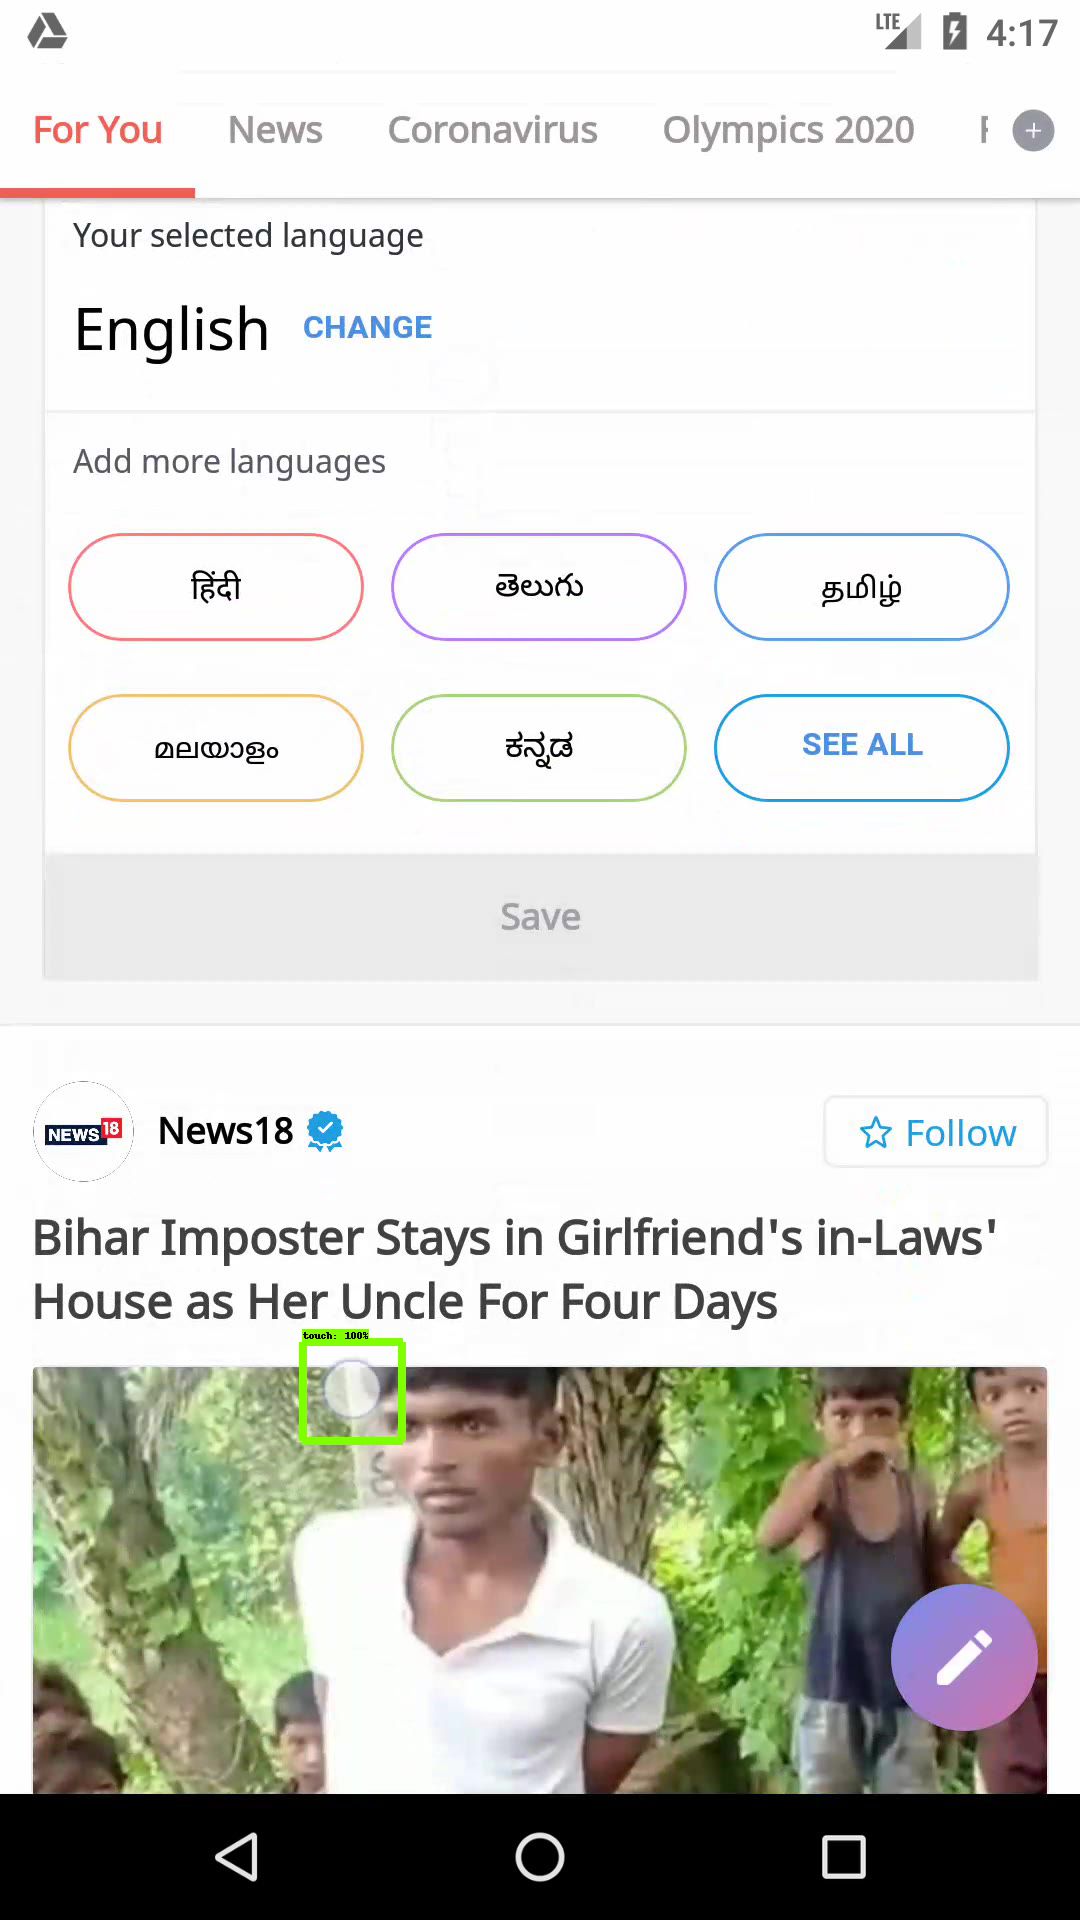 LTE 4:17
For You News Coronavirus Olympics 2020
Your selected language
English CHANGE
Add more languages
हिंदी తెలుగు தமிழ்
മലയാളം ಕನ್ನಡ SEE ALL
Save
NEWS18 News18 Follow
Bihar Imposter Stays in Girlfriend's in-Laws'
House as Her Uncle For Four Days
touch: 100%